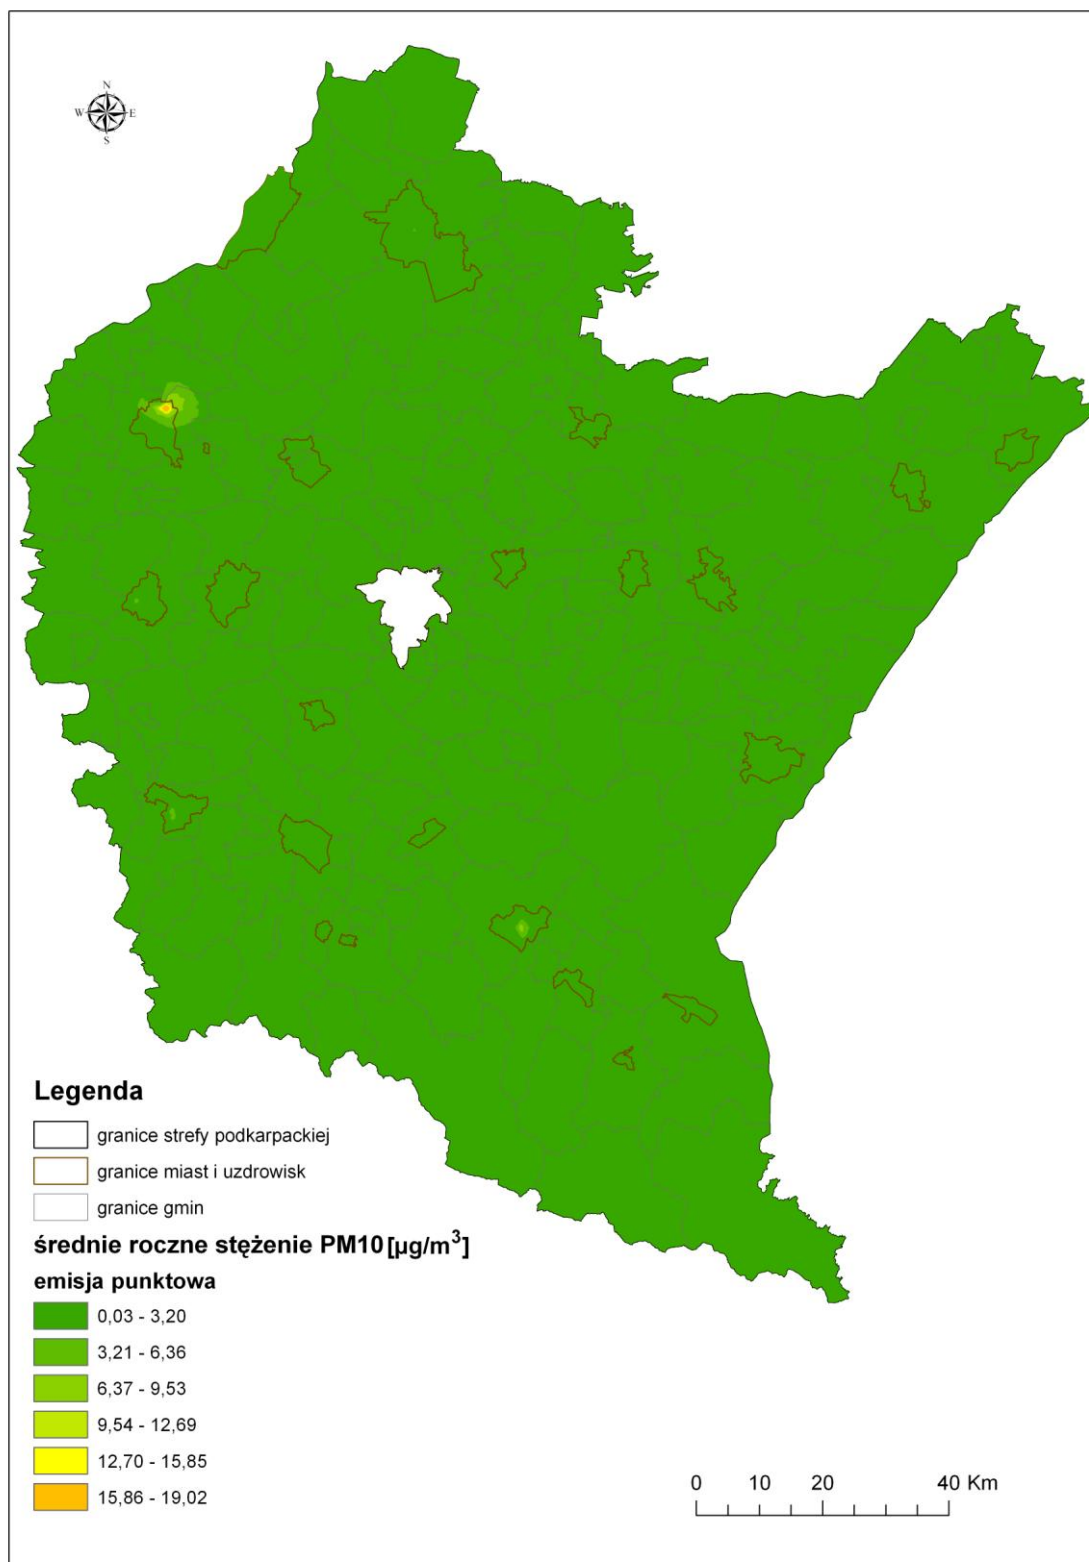 N
W E
S
Legenda
granice strefy podkarpackiej
granice miast i uzdrowisk
granice gmin
średnie roczne stężenie PM10 [µg/m³]
emisja punktowa
0,03 - 3,20
3,21 - 6,36
6,37 - 9,53
9,54 - 12,69
12,70 - 15,85
15,86 - 19,02
0 10 20 40 Km